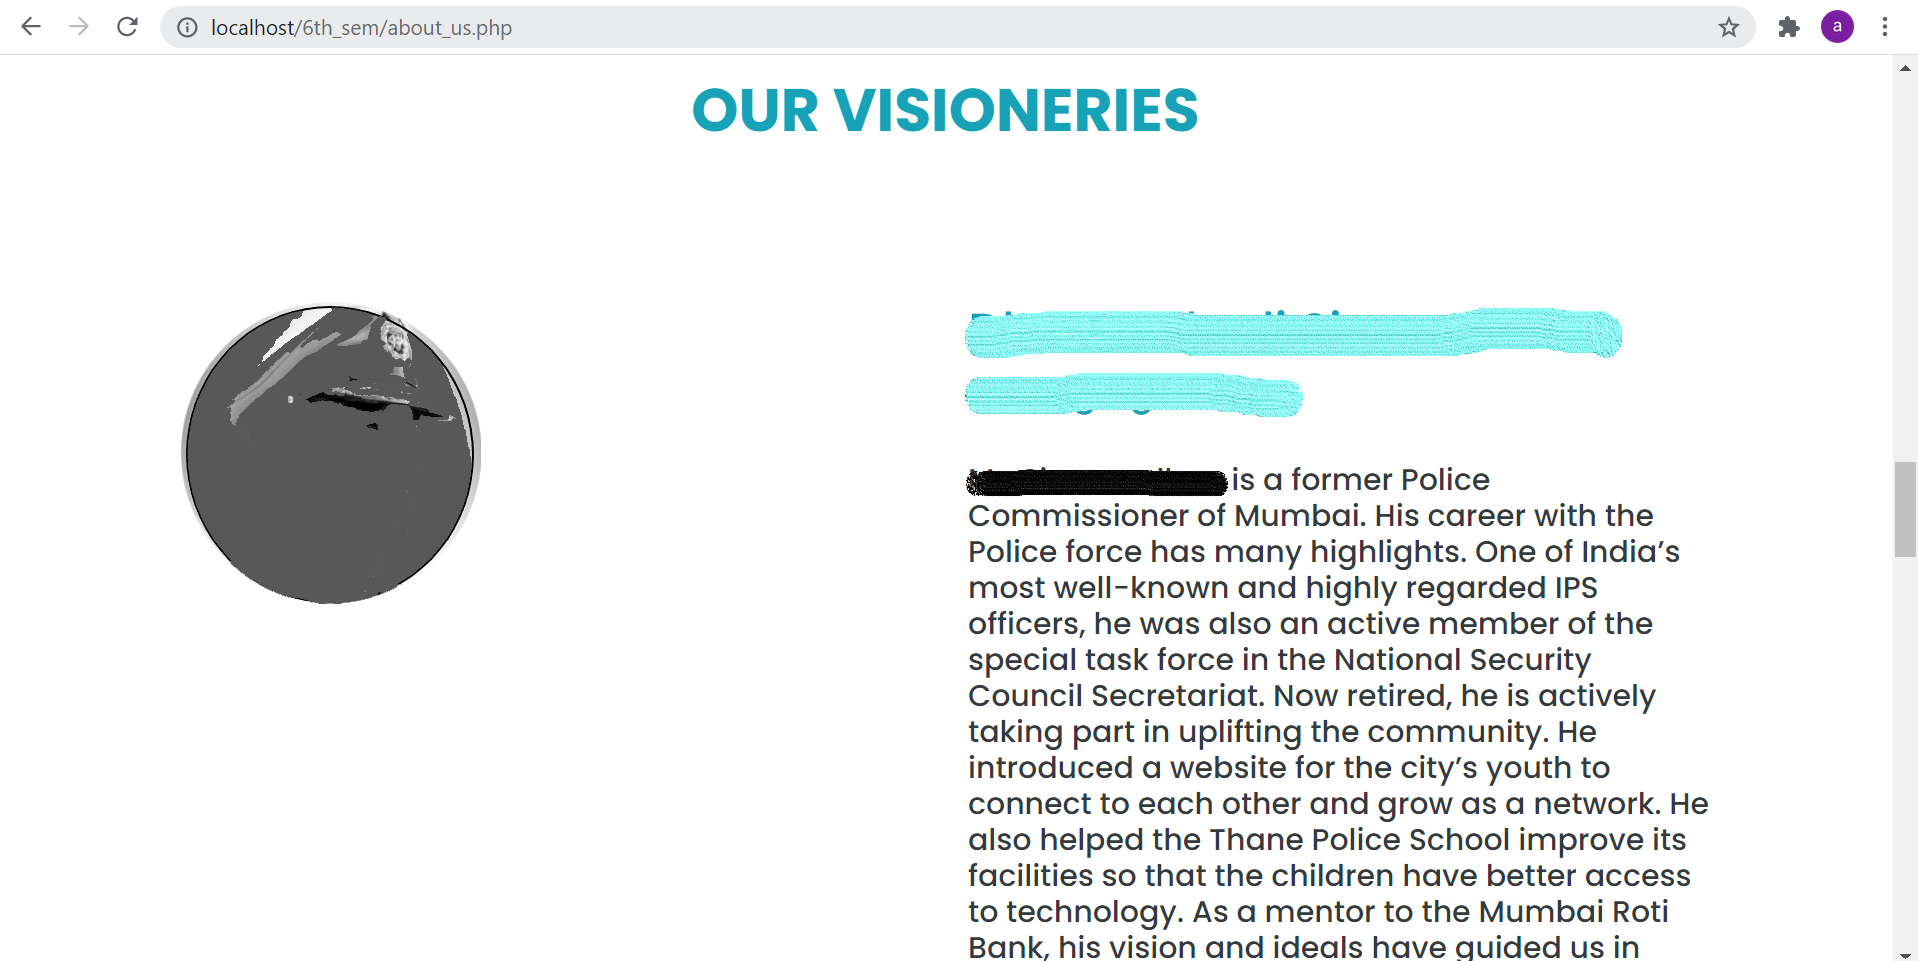 localhost/6th_sem/about_us.php
a
OUR VISIONERIES
is a former Police
Commissioner of Mumbai. His career with the
Police force has many highlights. One of India’s
most well-known and highly regarded IPS
officers, he was also an active member of the
special task force in the National Security
Council Secretariat. Now retired, he is actively
taking part in uplifting the community. He
introduced a website for the city’s youth to
connect to each other and grow as a network. He
also helped the Thane Police School improve its
facilities so that the children have better access
to technology. As a mentor to the Mumbai Roti
Bank, his vision and ideals have guided us in